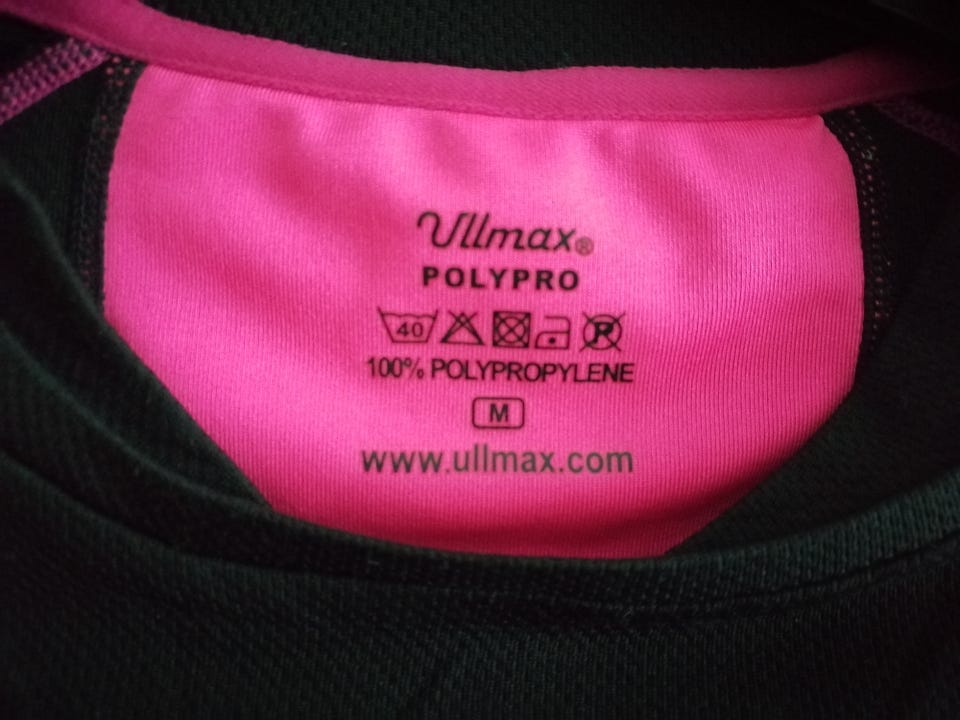 Ullmax®
POLYPRO
40
100% POLYPROPYLENE
M
www.ullmax.com